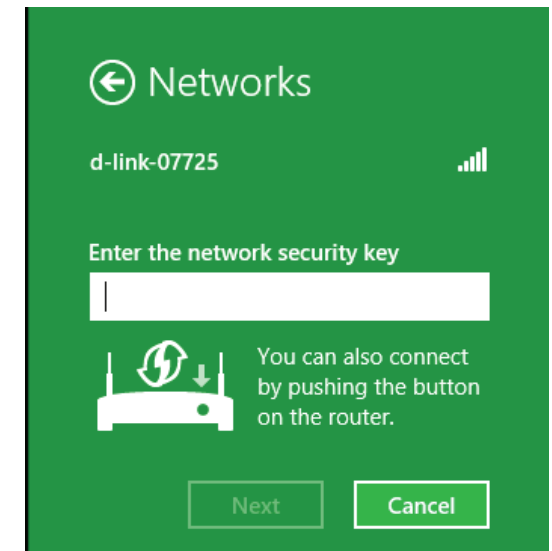 Networks
d-link-07725
Enter the network security key
You can also connect
by pushing the button
on the router.
Next
Cancel